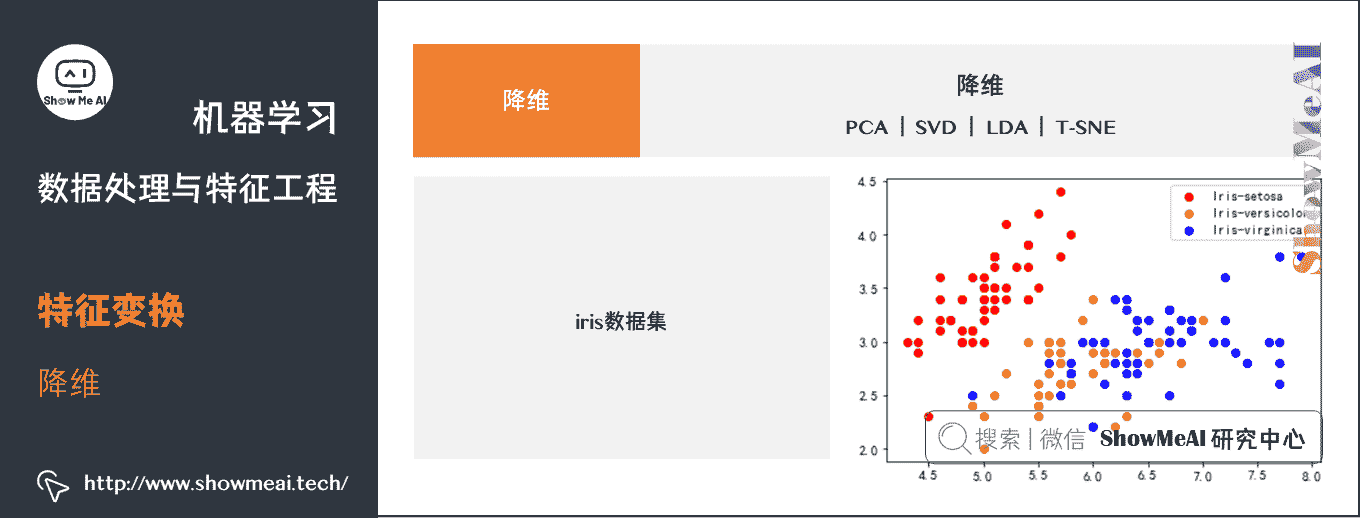 Show Me AI
机器学习
数据处理与特征工程
特征变换
降维
http://www.showmeai.tech/
降维
降维
PCA | SVD | LDA | T-SNE
iris数据集
ShowMeAI
Iris-setosa
Iris-versicolo
Iris-virginica
4.5
4.0
3.5
3.0
2.5
2.0
4.5 5.0 5.5 6.0 6.5 7.0 7.5 8.0
搜索 | 微信 ShowMeAI 研究中心